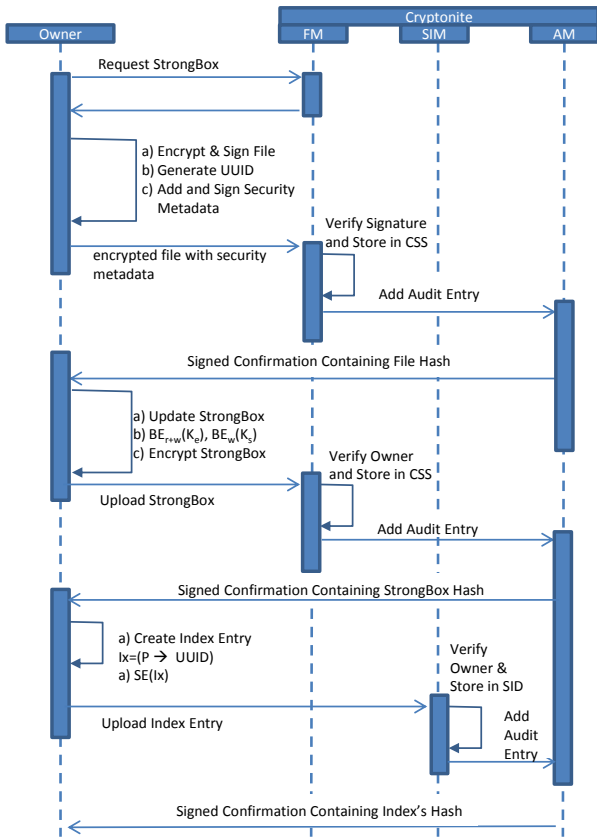 Cryptonite
Owner
FM
SIM
AM
Request StrongBox
a) Encrypt & Sign File
b) Generate UUID
c) Add and Sign Security
Metadata
Verify Signature
and Store in CSS
encrypted file with security
metadata
Add Audit Entry
Signed Confirmation Containing File Hash
a) Update StrongBox
b) BEr+w(Ke), BEw(Ks)
c) Encrypt StrongBox
Verify Owner
and Store in CSS
Upload StrongBox
Add Audit Entry
Signed Confirmation Containing StrongBox Hash
a) Create Index Entry
Ix=(P → UUID)
a) SE(Ix)
Verify
Owner &
Store in SID
Upload Index Entry
Add
Audit
Entry
Signed Confirmation Containing Index's Hash